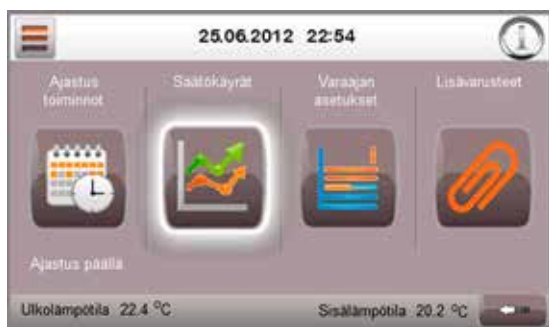 25.06.2012 22:54
Ajastus
toiminnot
Säätökäyrät
Varaajan
asetukset
Lisävarusteet
Ajastus päällä
Ulkolämpötila 22.4 °C
Sisälämpötila 20.2 °C